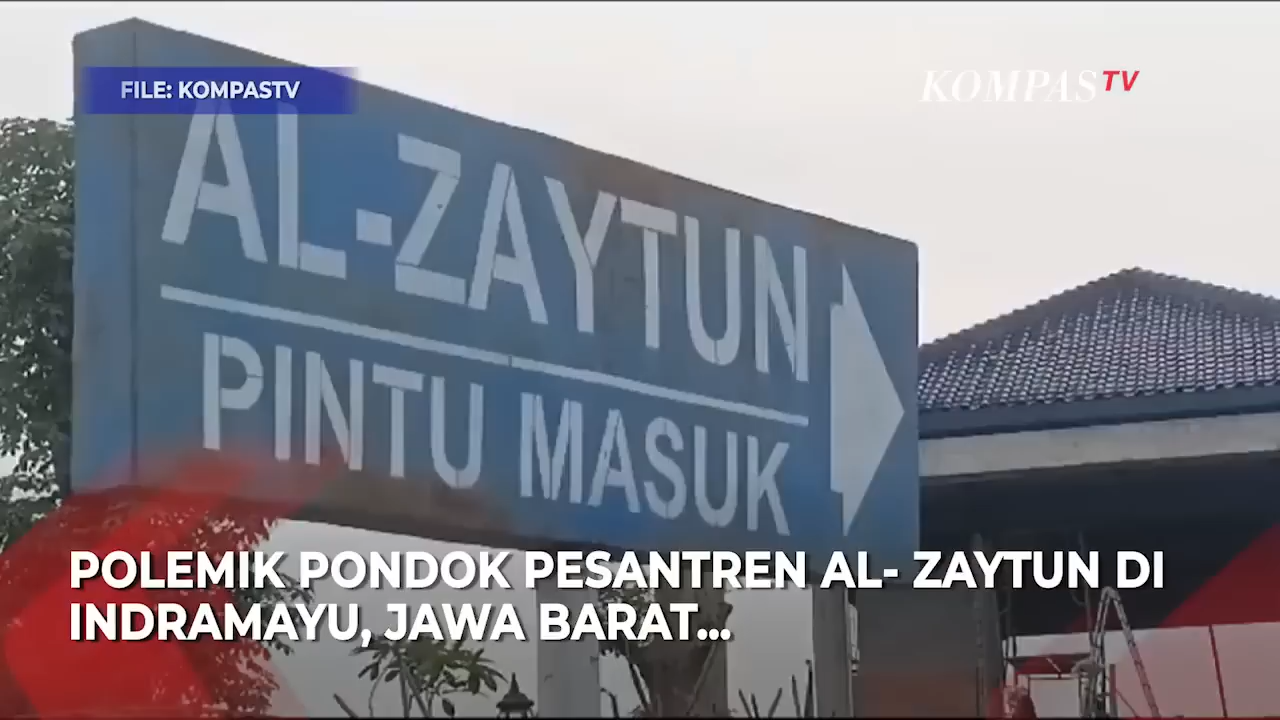 FILE: KOMPASTV
KOMPASTV
AL-ZAYTUN
PINTU MASUK
POLEMIK PONDOK PESANTREN AL- ZAYTUN DI
INDRAMAYU, JAWA BARAT...